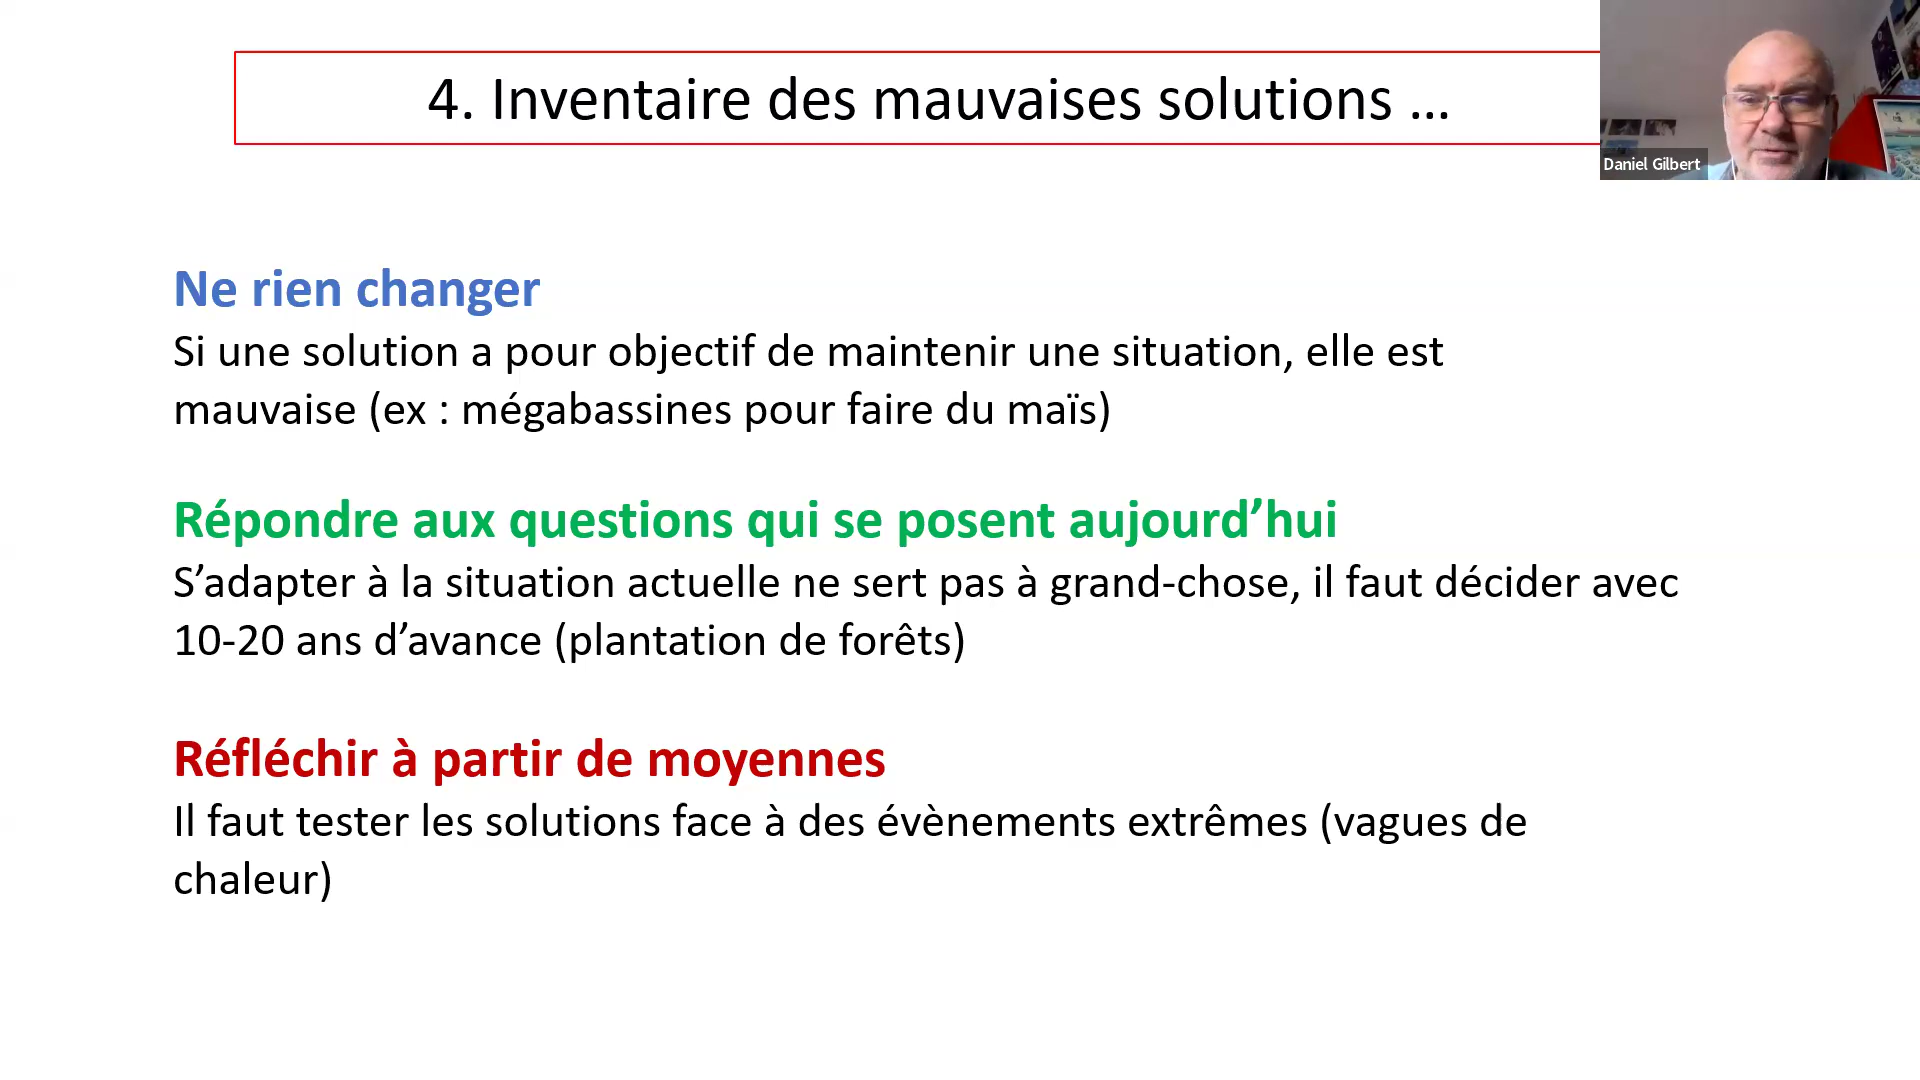 4. Inventaire des mauvaises solutions ...
Daniel Gilbert
Ne rien changer
Si une solution a pour objectif de maintenir une situation, elle est
mauvaise (ex : mégabassines pour faire du maïs)
Répondre aux questions qui se posent aujourd’hui
S’adapter à la situation actuelle ne sert pas à grand-chose, il faut décider avec
10-20 ans d’avance (plantation de forêts)
Réfléchir à partir de moyennes
Il faut tester les solutions face à des évènements extrêmes (vagues de
chaleur)